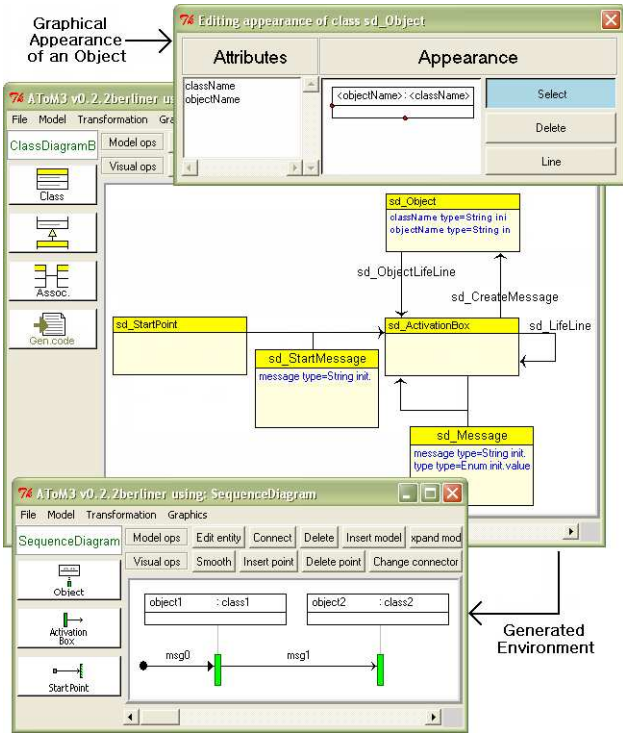 Graphical
Appearance
of an Object
Editing appearance of class sd_Object
Attributes
Appearance
className
objectName
<objectName>:<className>
Select
Delete
Line
AToM3 v0.2.2berliner
File Model Transformation
ClassDiagramB
Model ops
Visual ops
Class
Assoc.
Gen.code
sd_Object
className type=String ini
objectName type=String in
sd_ObjectLifeLine
sd_CreateMessage
sd_StartPoint
sd_ActivationBox
sd_LifeLine
sd_StartMessage
message type=String init.
sd_Message
message type=String init.
type type=Enum init.value
AToM3 v0.2.2berliner using: SequenceDiagram
File Model Transformation Graphics
SequenceDiagram
Model ops Edit entity Connect Delete Insert model xpand mod
Visual ops Smooth Insert point Delete point Change connector
Object
Activation
Box
StartPoint
object1 :class1
object2 :class2
msg0
msg1
Generated
Environment